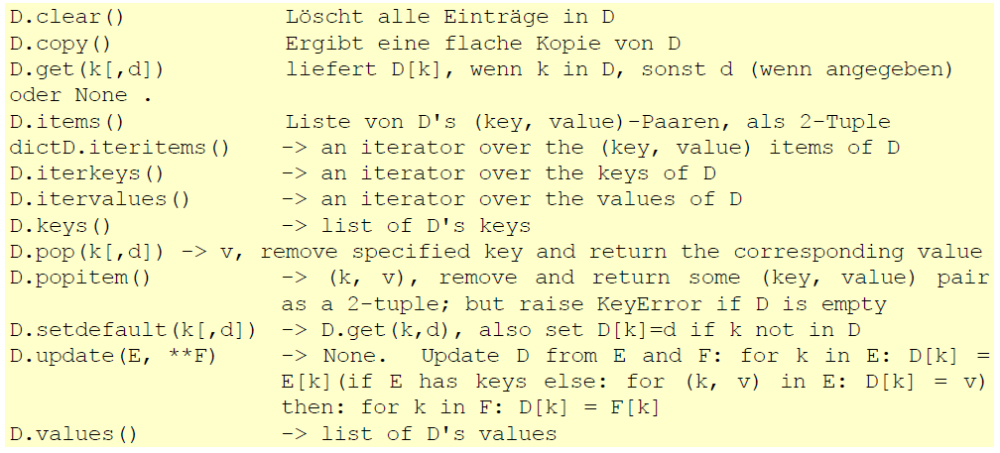 D.clear() Löscht alle Einträge in D
D.copy() Ergibt eine flache Kopie von D
D.get(k[,d]) liefert D[k], wenn k in D, sonst d (wenn angegeben)
oder None .
D.items() Liste von D's (key, value)-Paaren, als 2-Tuple
dictD.iteritems() -> an iterator over the (key, value) items of D
D.iterkeys() -> an iterator over the keys of D
D.itervalues() -> an iterator over the values of D
D.keys() -> list of D's keys
D.pop(k[,d]) -> v, remove specified key and return the corresponding value
D.popitem() -> (k, v), remove and return some (key, value) pair
as a 2-tuple; but raise KeyError if D is empty
D.setdefault(k[,d]) -> D.get(k,d), also set D[k]=d if k not in D
D.update(E, **F) -> None. Update D from E and F: for k in E: D[k] =
E[k](if E has keys else: for (k, v) in E: D[k] = v)
then: for k in F: D[k] = F[k]
D.values() -> list of D's values